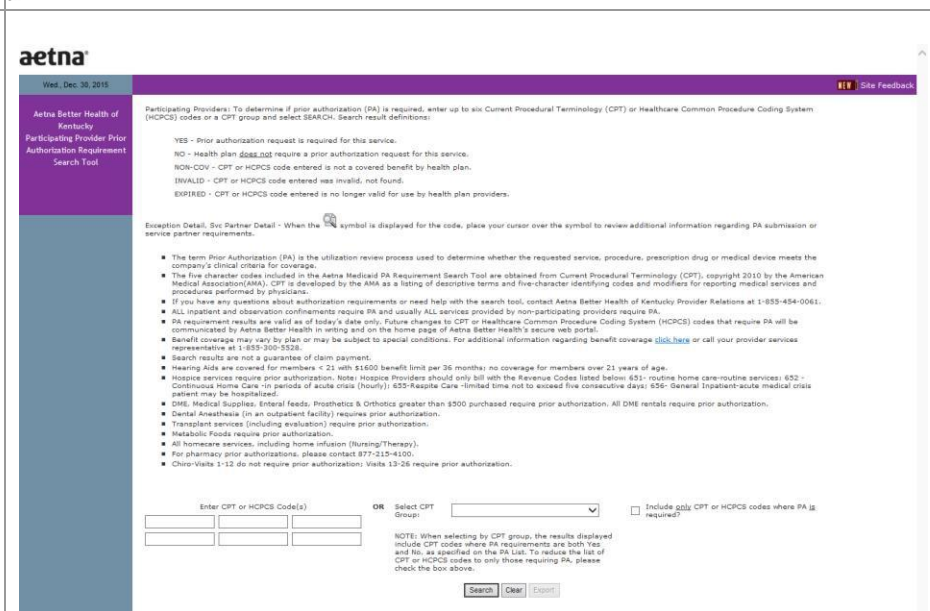 aetna
Wed., Dec. 30, 2015
NEW! Site Feedback
Aetna Better Health of
Kentucky
Participating Provider Prior
Authorization Requirement
Search Tool
Participating Providers: To determine if prior authorization (PA) is required, enter up to six Current Procedural Terminology (CPT) or Healthcare Common Procedure Coding System
(HCPCS) codes or a CPT group and select SEARCH. Search result definitions:
YES - Prior authorization request is required for this service.
NO - Health plan does not require a prior authorization request for this service.
NON-COV - CPT or HCPCS code entered is not a covered benefit by health plan.
INVALID - CPT or HCPCS code entered was invalid, not found.
EXPIRED - CPT or HCPCS code entered is no longer valid for use by health plan providers.
Exception Detail, Svc Partner Detail - When the symbol is displayed for the code, place your cursor over the symbol to review additional information regarding PA submission or
service partner requirements.
The term Prior Authorization (PA) is the utilization review process used to determine whether the requested service, procedure, prescription drug or medical device meets the
company's clinical criteria for coverage.
The five character codes included in the Aetna Medicaid PA Requirement Search Tool are obtained from Current Procedural Terminology (CPT), copyright 2010 by the American
Medical Association(AMA). CPT is developed by the AMA as a listing of descriptive terms and five-character identifying codes and modifiers for reporting medical services and
procedures performed by physicians.
If you have any questions about authorization requirements or need help with the search tool, contact Aetna Better Health of Kentucky Provider Relations at 1-855-454-0061.
ALL inpatient and observation confinements require PA and usually ALL services provided by non-participating providers require PA.
PA requirement results are valid as of today's date only. Future changes to CPT or Healthcare Common Procedure Coding System (HCPCS) codes that require PA will be
communicated by Aetna Better Health in writing and on the home page of Aetna Better Health's secure web portal.
Benefit coverage may vary by plan or may be subject to special conditions. For additional information regarding benefit coverage click here or call your provider services
representative at 1-855-300-5528.
Search results are not a guarantee of claim payment.
Hearing Aids are covered for members < 21 with $1600 benefit limit per 36 months; no coverage for members over 21 years of age.
Hospice services require prior authorization. Note: Hospice Providers should only bill with the Revenue Codes listed below: 651- routine home care-routine services; 652 -
Continuous Home Care -in periods of acute crisis (hourly); 655-Respite Care -limited time not to exceed five consecutive days; 656- General Inpatient-acute medical crisis
patient may be hospitalized.
DME, Medical Supplies, Enteral feeds, Prosthetics & Orthotics greater than $500 purchased require prior authorization. All DME rentals require prior authorization.
Dental Anesthesia (in an outpatient facility) requires prior authorization.
Transplant services (including evaluation) require prior authorization.
Metabolic Foods require prior authorization.
All homecare services, including home infusion (Nursing/Therapy).
For pharmacy prior authorizations, please contact 877-215-4100.
Chiro-Visits 1-12 do not require prior authorization; Visits 13-26 require prior authorization.
Enter CPT or HCPCS Code(s)
OR
Select CPT
Group:
Include only CPT or HCPCS codes where PA is
required?
NOTE: When selecting by CPT group, the results displayed
include CPT codes where PA requirements are both Yes
and No, as specified on the PA List. To reduce the list of
CPT or HCPCS codes to only those requiring PA, please
check the box above.
Search Clear Export